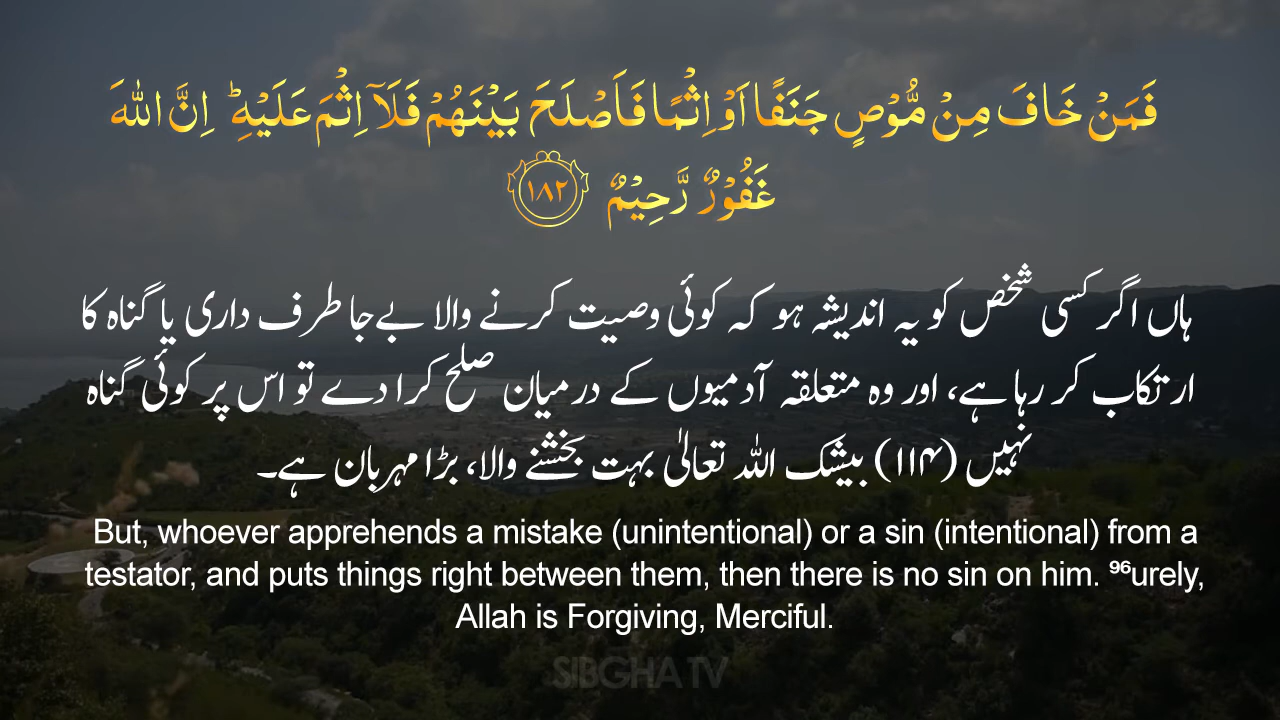 فَمَنْ خَافَ مِنْ مُّوْصٍ جَنَفًا اَوْ اِثْمًا فَاَصْلَحَ بَيْنَهُمْ فَلَآ اِثْمَ عَلَيْهِ ؕ اِنَّ اللّٰهَ
غَفُوْرٌ رَّحِيْمٌ ۝۱۸۲
ہاں اگر کسی شخص کو یہ اندیشہ ہو کہ کوئی وصیت کرنے والا بےجا طرف داری یا گناہ کا
ارتکاب کر رہا ہے، اور وہ متعلقہ آدمیوں کے درمیان صلح کرا دے تو اس پر کوئی گناہ
نہیں (۱۱۴) بیشک اللہ تعالیٰ بہت بخشنے والا، بڑا مہربان ہے۔
But, whoever apprehends a mistake (unintentional) or a sin (intentional) from a
testator, and puts things right between them, then there is no sin on him. ⁹⁶urely,
Allah is Forgiving, Merciful.
SIBGHA TV